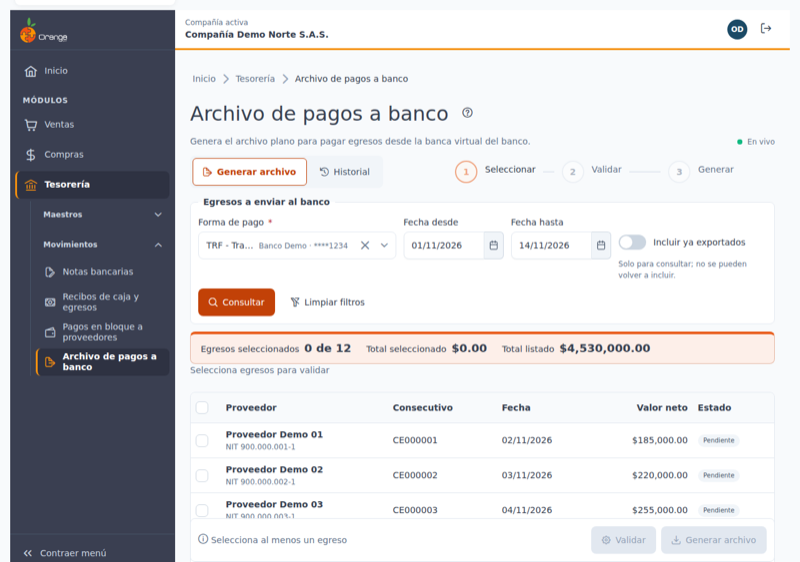 Orange
Compañía activa
Compañía Demo Norte S.A.S.
OD
Inicio
MÓDULOS
Ventas
Compras
Tesorería
Maestros
Movimientos
Notas bancarias
Recibos de caja y
egresos
Pagos en bloque a
proveedores
Archivo de pagos a
banco
Contraer menú
Inicio > Tesorería > Archivo de pagos a banco
Archivo de pagos a banco
Genera el archivo plano para pagar egresos desde la banca virtual del banco.
En vivo
Generar archivo
Historial
1 Seleccionar
2 Validar
3 Generar
Egresos a enviar al banco
Forma de pago *
Fecha desde
Fecha hasta
TRF - Tra... Banco Demo · ****1234
01/11/2026
14/11/2026
Incluir ya exportados
Solo para consultar; no se pueden
volver a incluir.
Consultar
Limpiar filtros
Egresos seleccionados 0 de 12 Total seleccionado $0.00 Total listado $4,530,000.00
Selecciona egresos para validar
Proveedor Consecutivo Fecha Valor neto Estado
Proveedor Demo 01
NIT 900.000.001-1
CE000001 02/11/2026 $185,000.00 Pendiente
Proveedor Demo 02
NIT 900.000.002-1
CE000002 03/11/2026 $220,000.00 Pendiente
Proveedor Demo 03
NIT 900.000.003-1
CE000003 04/11/2026 $255,000.00 Pendiente
Selecciona al menos un egreso
Validar
Generar archivo